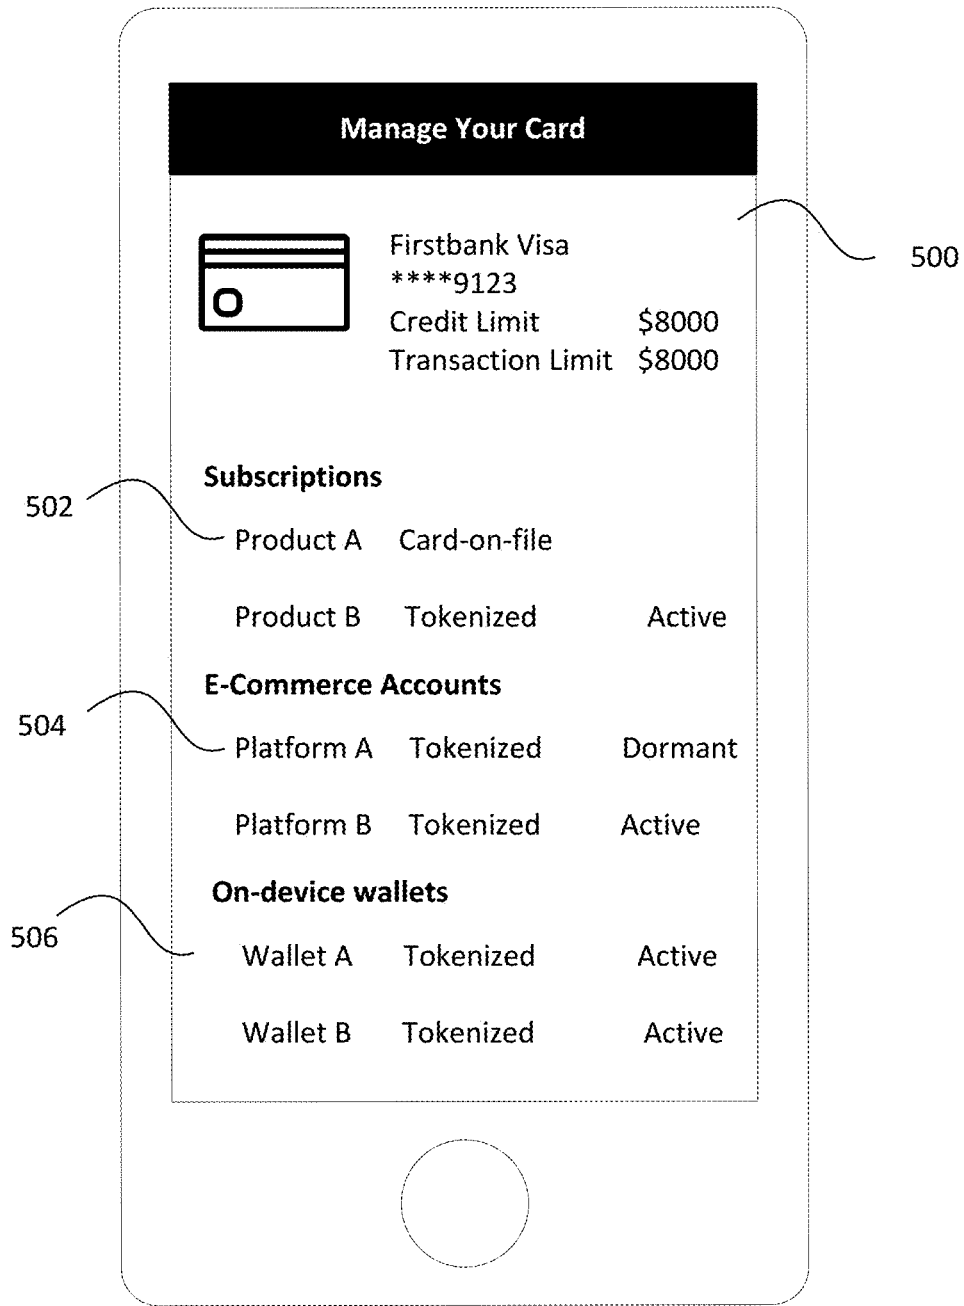 Manage Your Card
500
Firstbank Visa
****9123
Credit Limit $8000
Transaction Limit $8000
Subscriptions
502
Product A Card-on-file
Product B Tokenized Active
E-Commerce Accounts
504
Platform A Tokenized Dormant
Platform B Tokenized Active
On-device wallets
506
Wallet A Tokenized Active
Wallet B Tokenized Active